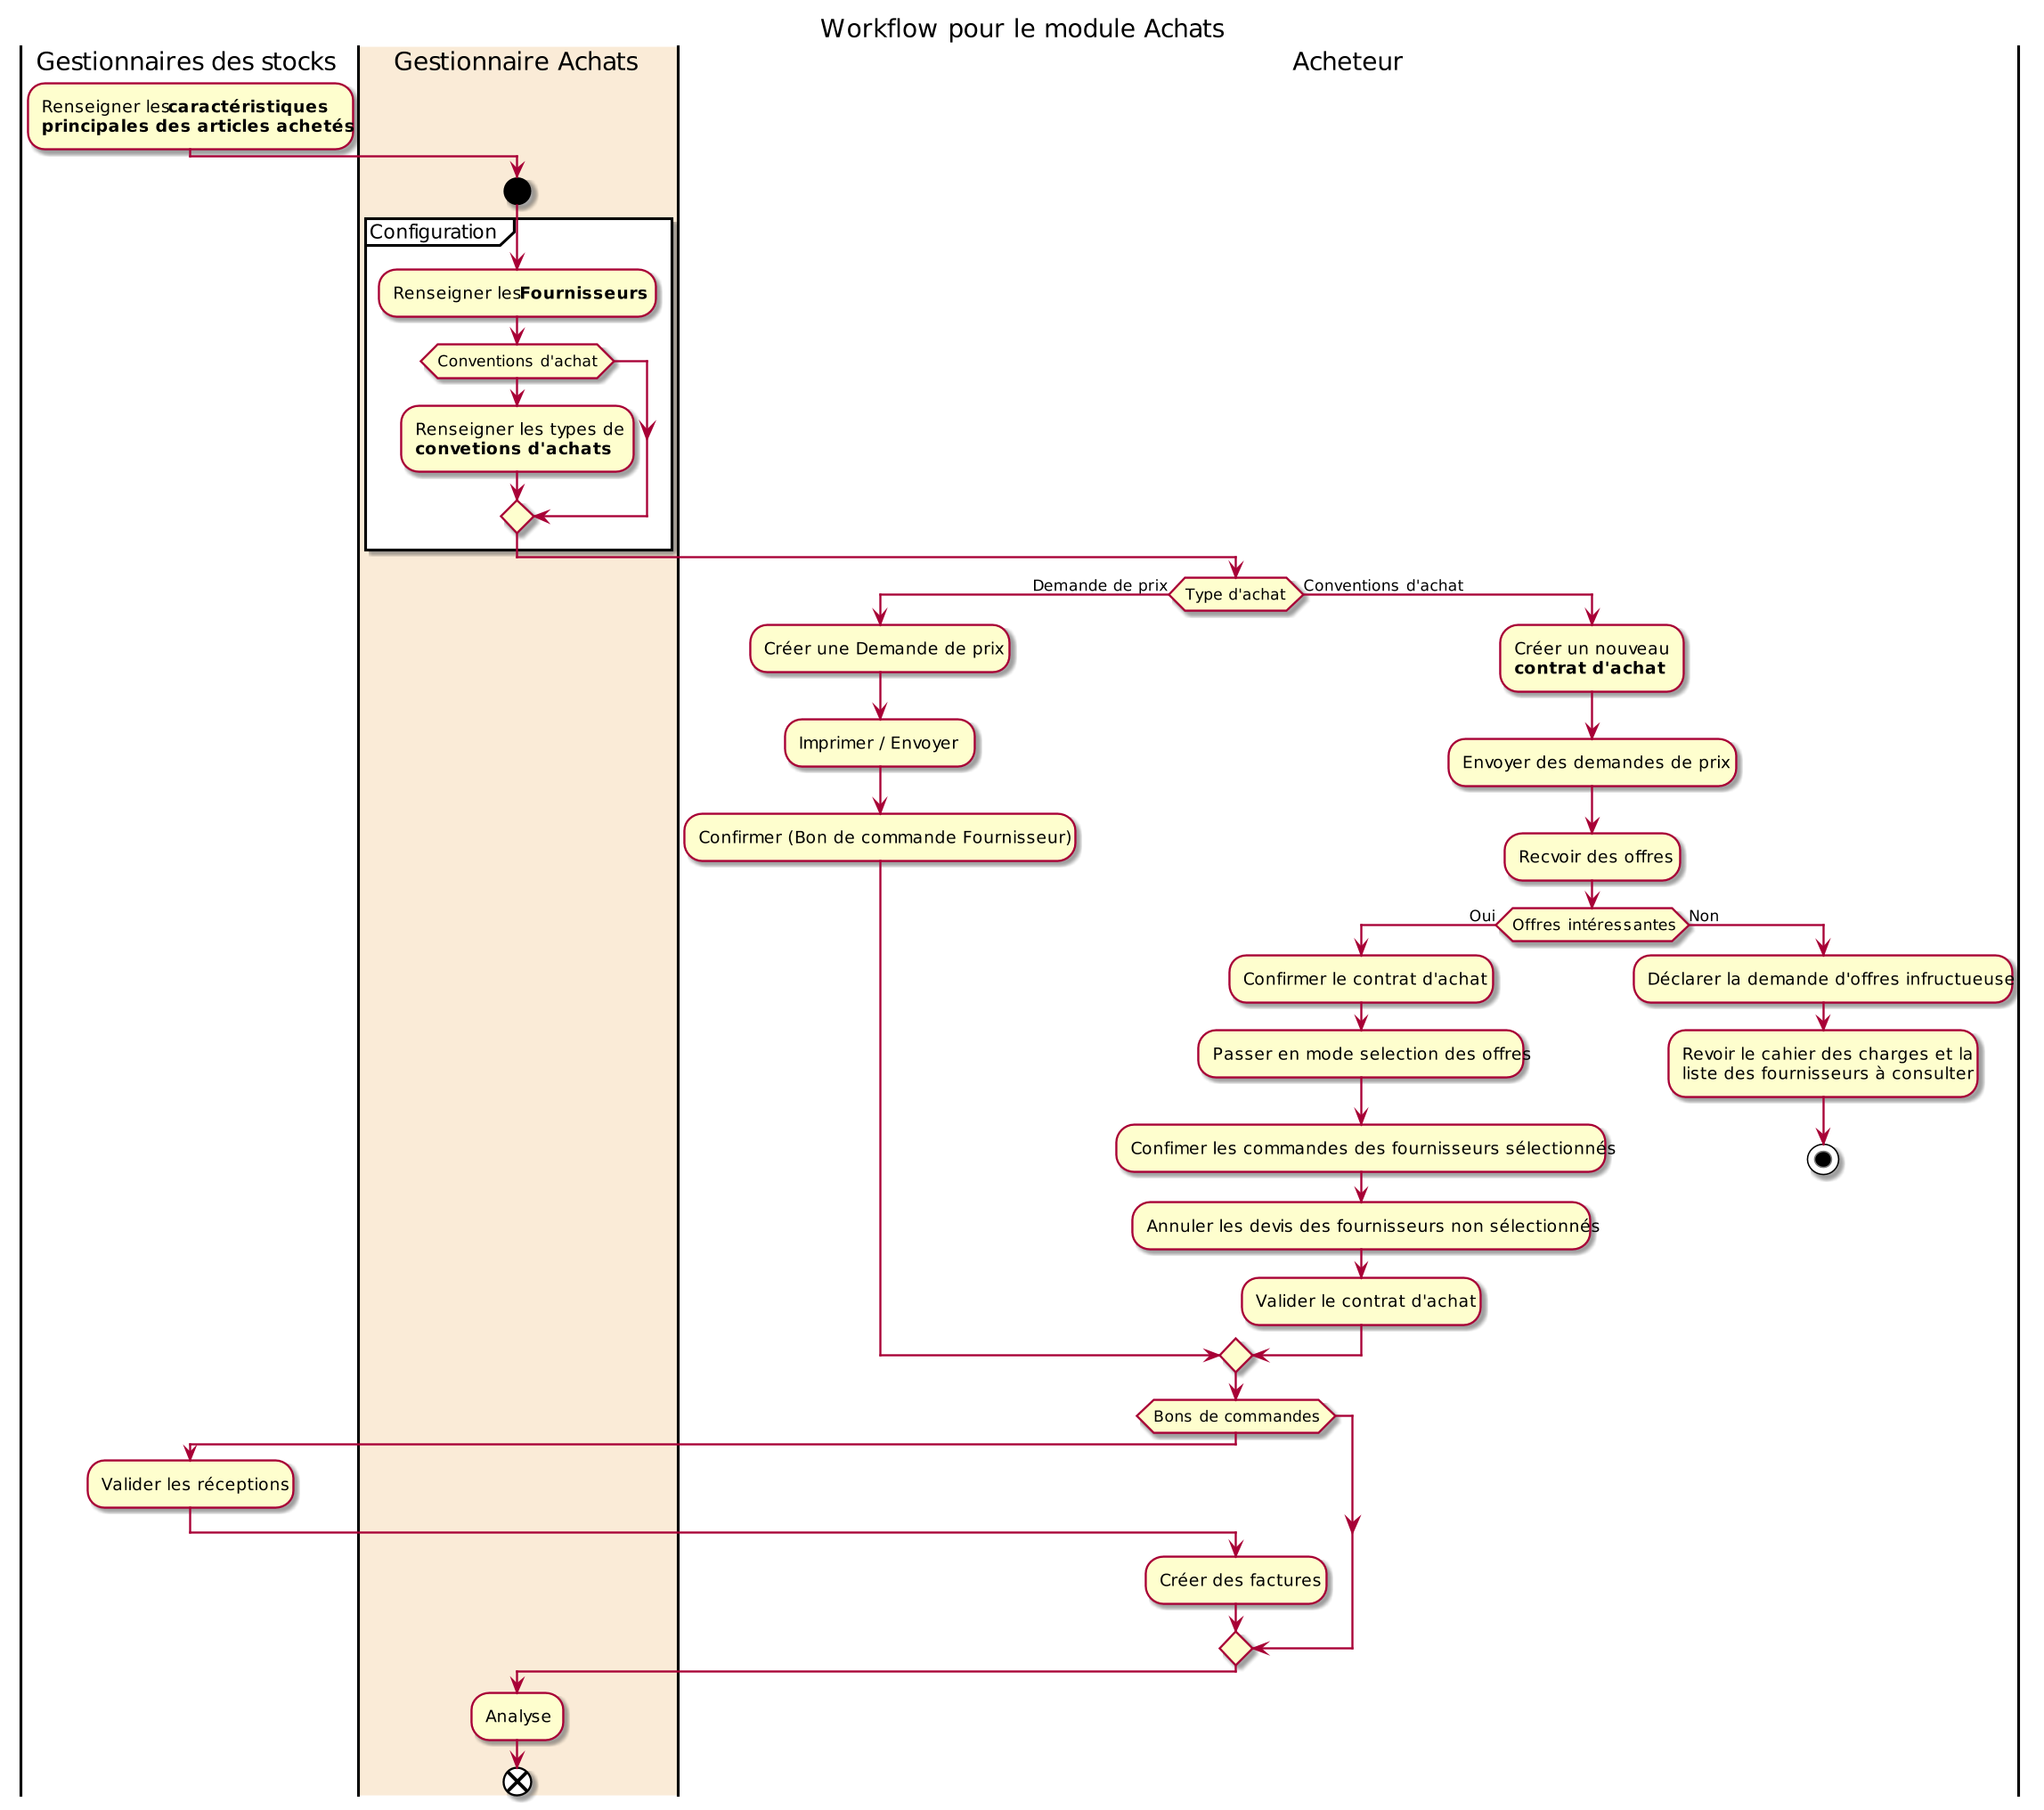 Workflow pour le module Achats
Gestionnaires des stocks
Gestionnaire Achats
Acheteur
Renseigner les caractéristiques
principales des articles achetés
Configuration
Renseigner les Fournisseurs
Conventions d'achat
Renseigner les types de
convetions d'achats
Type d'achat
Demande de prix
Conventions d'achat
Créer une Demande de prix
Imprimer / Envoyer
Confirmer (Bon de commande Fournisseur)
Créer un nouveau
contrat d'achat
Envoyer des demandes de prix
Recvoir des offres
Offres intéressantes
Oui
Non
Confirmer le contrat d'achat
Passer en mode selection des offres
Confimer les commandes des fournisseurs sélectionnés
Annuler les devis des fournisseurs non sélectionnés
Valider le contrat d'achat
Déclarer la demande d'offres infructueuse
Revoir le cahier des charges et la
liste des fournisseurs à consulter
Bons de commandes
Valider les réceptions
Créer des factures
Analyse